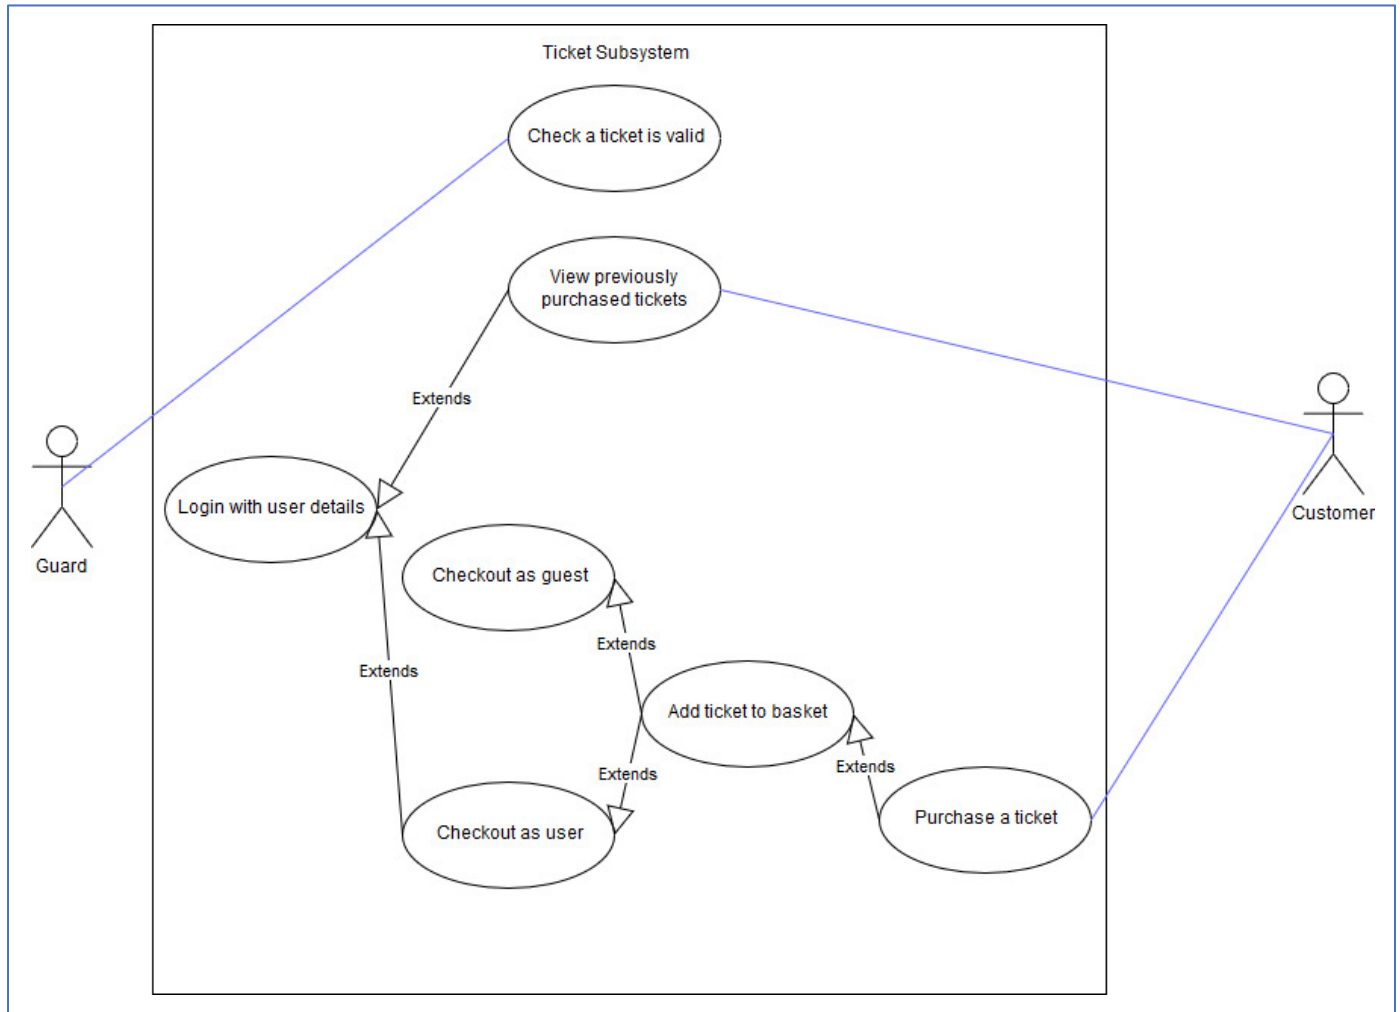 Ticket Subsystem
Check a ticket is valid
View previously
purchased tickets
Extends
Login with user details
Customer
Guard
Checkout as guest
Extends
Extends
Add ticket to basket
Extends
Extends
Purchase a ticket
Checkout as user